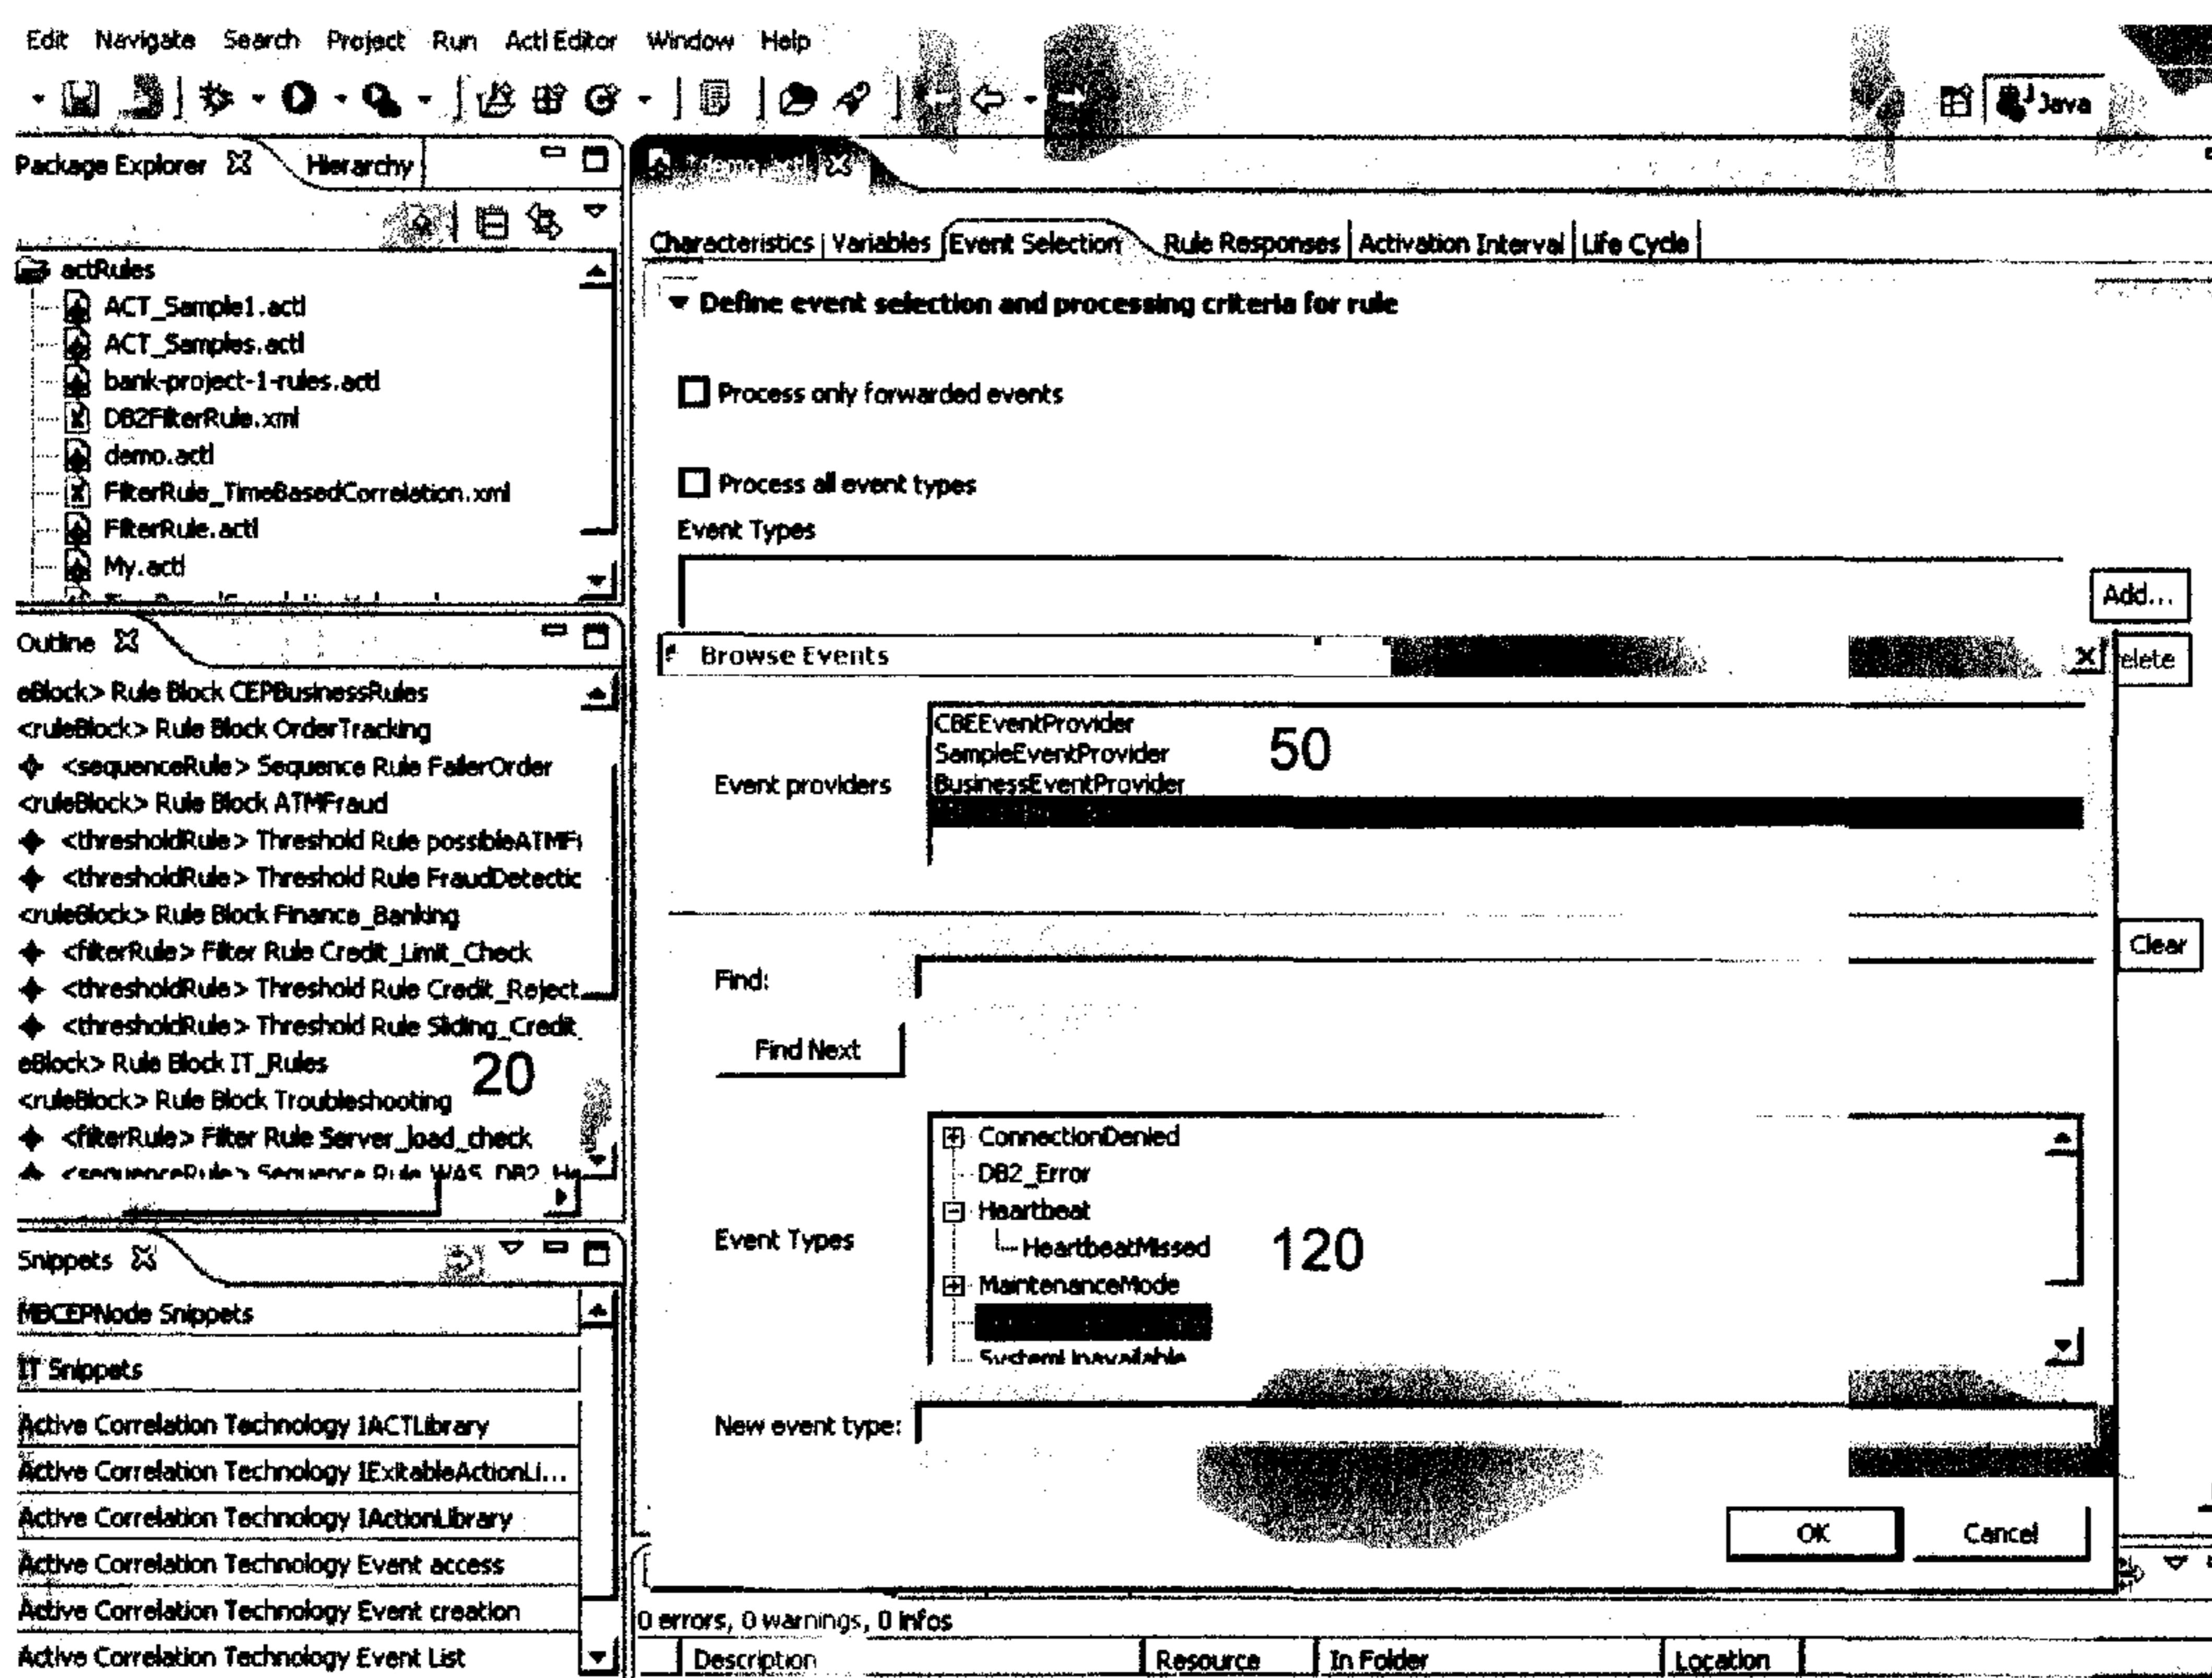 Edit Navigate Search Project Run Actl Editor Window Help
Java
Package Explorer Hierarchy
demo.actl
Characteristics Variables Event Selection Rule Responses Activation Interval Life Cycle
actRules
ACT_Sample1.actl
ACT_Samples.actl
bank-project-1-rules.actl
DB2FilterRule.xml
demo.actl
FilterRule_TimeBasedCorrelation.xml
FilterRule.actl
My.actl
Define event selection and processing criteria for rule
Process only forwarded events
Process all event types
Event Types
Add...
elete
Clear
Outline
eBlock> Rule Block CEPBusinessRules
<ruleBlock> Rule Block OrderTracking
<sequenceRule> Sequence Rule FailerOrder
<ruleBlock> Rule Block ATMFraud
<thresholdRule> Threshold Rule possibleATMF
<thresholdRule> Threshold Rule FraudDetectic
<ruleBlock> Rule Block Finance_Banking
<filterRule> Filter Rule Credit_Limit_Check
<thresholdRule> Threshold Rule Credit_Reject
<thresholdRule> Threshold Rule Sliding_Credit_
eBlock> Rule Block IT_Rules
20
<ruleBlock> Rule Block Troubleshooting
<filterRule> Filter Rule Server_load_check
<sequenceRule> Sequence Rule WAS_DB2_He
Browse Events
Event providers
CBEEventProvider
SampleEventProvider
BusinessEventProvider
50
Find:
Find Next
Event Types
ConnectionDenied
DB2_Error
Heartbeat
HeartbeatMissed
120
MaintenanceMode
SystemUnavailable
New event type:
OK Cancel
Snippets
MBCEPNode Snippets
IT Snippets
Active Correlation Technology IACTLibrary
Active Correlation Technology IExitableActionLi...
Active Correlation Technology IActionLibrary
Active Correlation Technology Event access
Active Correlation Technology Event creation
Active Correlation Technology Event List
0 errors, 0 warnings, 0 infos
Description Resource In Folder Location